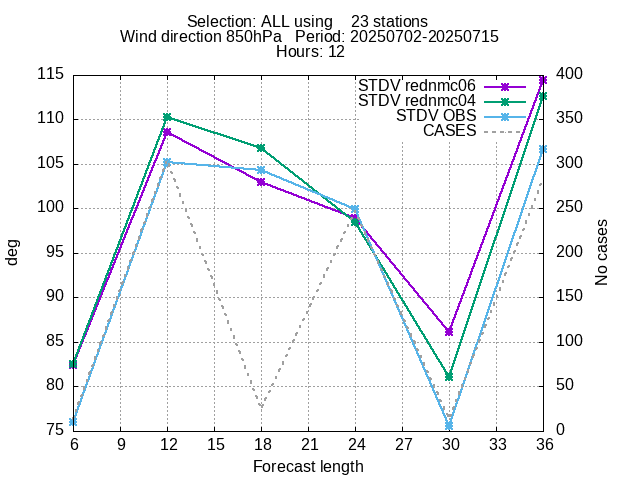 Selection: ALL using    23 stations
Wind direction 850hPa   Period: 20250702-20250715
Hours: 12
STDV rednmc06
STDV rednmc04
STDV OBS
CASES
115
110
105
100
95
90
85
80
75
400
350
300
250
200
150
100
50
0
deg
No cases
6 9 12 15 18 21 24 27 30 33 36
Forecast length